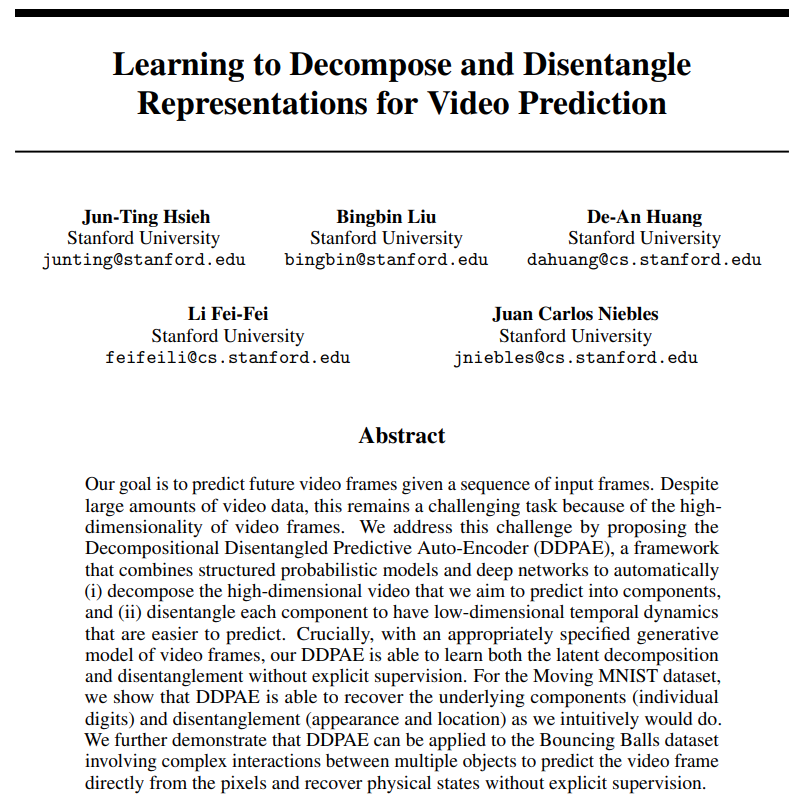 Learning to Decompose and Disentangle
Representations for Video Prediction
Jun-Ting Hsieh
Stanford University
junting@stanford.edu
Bingbin Liu
Stanford University
bingbin@stanford.edu
De-An Huang
Stanford University
dahuang@cs.stanford.edu
Li Fei-Fei
Stanford University
feifeili@cs.stanford.edu
Juan Carlos Niebles
Stanford University
jniebles@cs.stanford.edu
Abstract
Our goal is to predict future video frames given a sequence of input frames. Despite
large amounts of video data, this remains a challenging task because of the high-
dimensionality of video frames. We address this challenge by proposing the
Decompositional Disentangled Predictive Auto-Encoder (DDPAE), a framework
that combines structured probabilistic models and deep networks to automatically
(i) decompose the high-dimensional video that we aim to predict into components,
and (ii) disentangle each component to have low-dimensional temporal dynamics
that are easier to predict. Crucially, with an appropriately specified generative
model of video frames, our DDPAE is able to learn both the latent decomposition
and disentanglement without explicit supervision. For the Moving MNIST dataset,
we show that DDPAE is able to recover the underlying components (individual
digits) and disentanglement (appearance and location) as we intuitively would do.
We further demonstrate that DDPAE can be applied to the Bouncing Balls dataset
involving complex interactions between multiple objects to predict the video frame
directly from the pixels and recover physical states without explicit supervision.